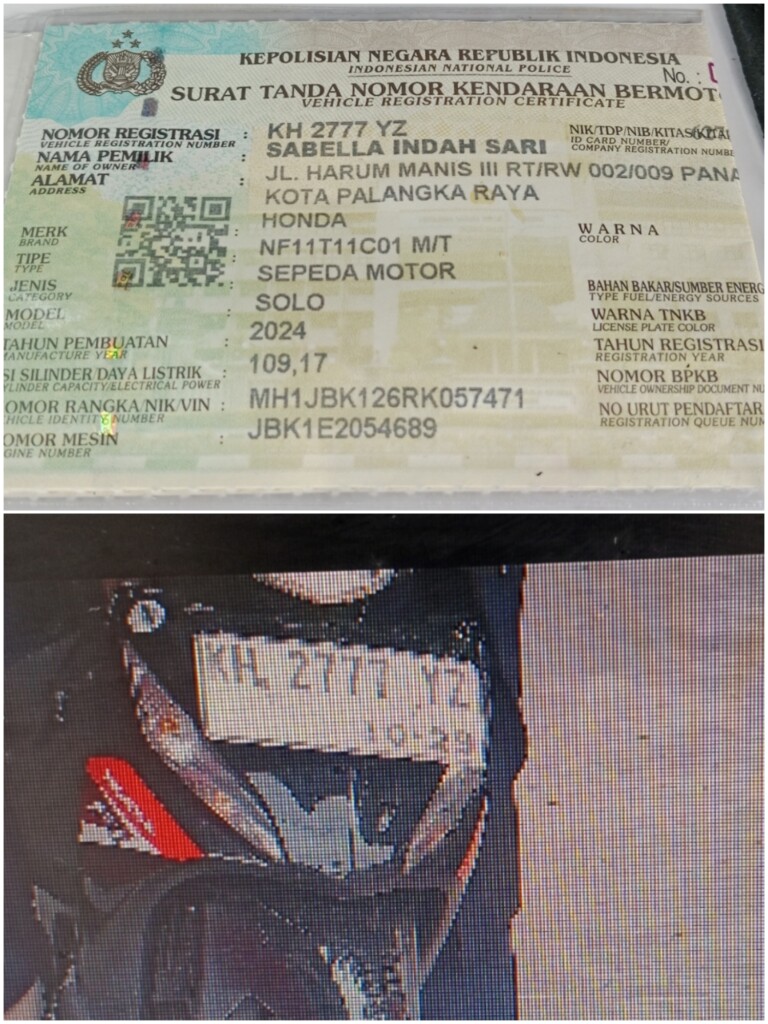 KEPOLISIAN NEGARA REPUBLIK INDONESIA
INDONESIAN NATIONAL POLICE
No. :
SURAT TANDA NOMOR KENDARAAN BERMOT
VEHICLE REGISTRATION CERTIFICATE
NOMOR REGISTRASI : KH 2777 YZ
VEHICLE REGISTRATION NUMBER
NIK/TDP/NIB/KITAS/KITAP
ID CARD NUMBER/
COMPANY REGISTRATION NUMBE
NAMA PEMILIK : SABELLA INDAH SARI
NAME OF OWNER
ALAMAT : JL. HARUM MANIS III RT/RW 002/009 PANA
ADDRESS
KOTA PALANGKA RAYA
MERK : HONDA
BRAND
WARNA
COLOR
TIPE : NF11T11C01 M/T
TYPE
JENIS : SEPEDA MOTOR
CATEGORY
BAHAN BAKAR/SUMBER ENERG
TYPE FUEL/ENERGY SOURCES
MODEL : SOLO
MODEL
WARNA TNKB
LICENSE PLATE COLOR
TAHUN PEMBUATAN : 2024
MANUFACTURE YEAR
TAHUN REGISTRASI
REGISTRATION YEAR
SI SILINDER/DAYA LISTRIK : 109,17
YLINDER CAPACITY/ELECTRICAL POWER
NOMOR BPKB
VEHICLE OWNERSHIP DOCUMENT NU
OMOR RANGKA/NIK/VIN : MH1JBK126RK057471
EHICLE IDENTITY NUMBER
NO URUT PENDAFTAR
REGISTRATION QUEUE NUM
OMOR MESIN : JBK1E2054689
GINE NUMBER
KH 2777 YZ
10-29